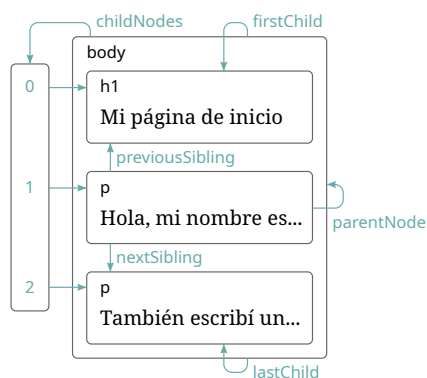 childNodes
firstChild
body
0
h1
Mi página de inicio
previousSibling
1
p
Hola, mi nombre es...
parentNode
nextSibling
2
p
También escribí un...
lastChild